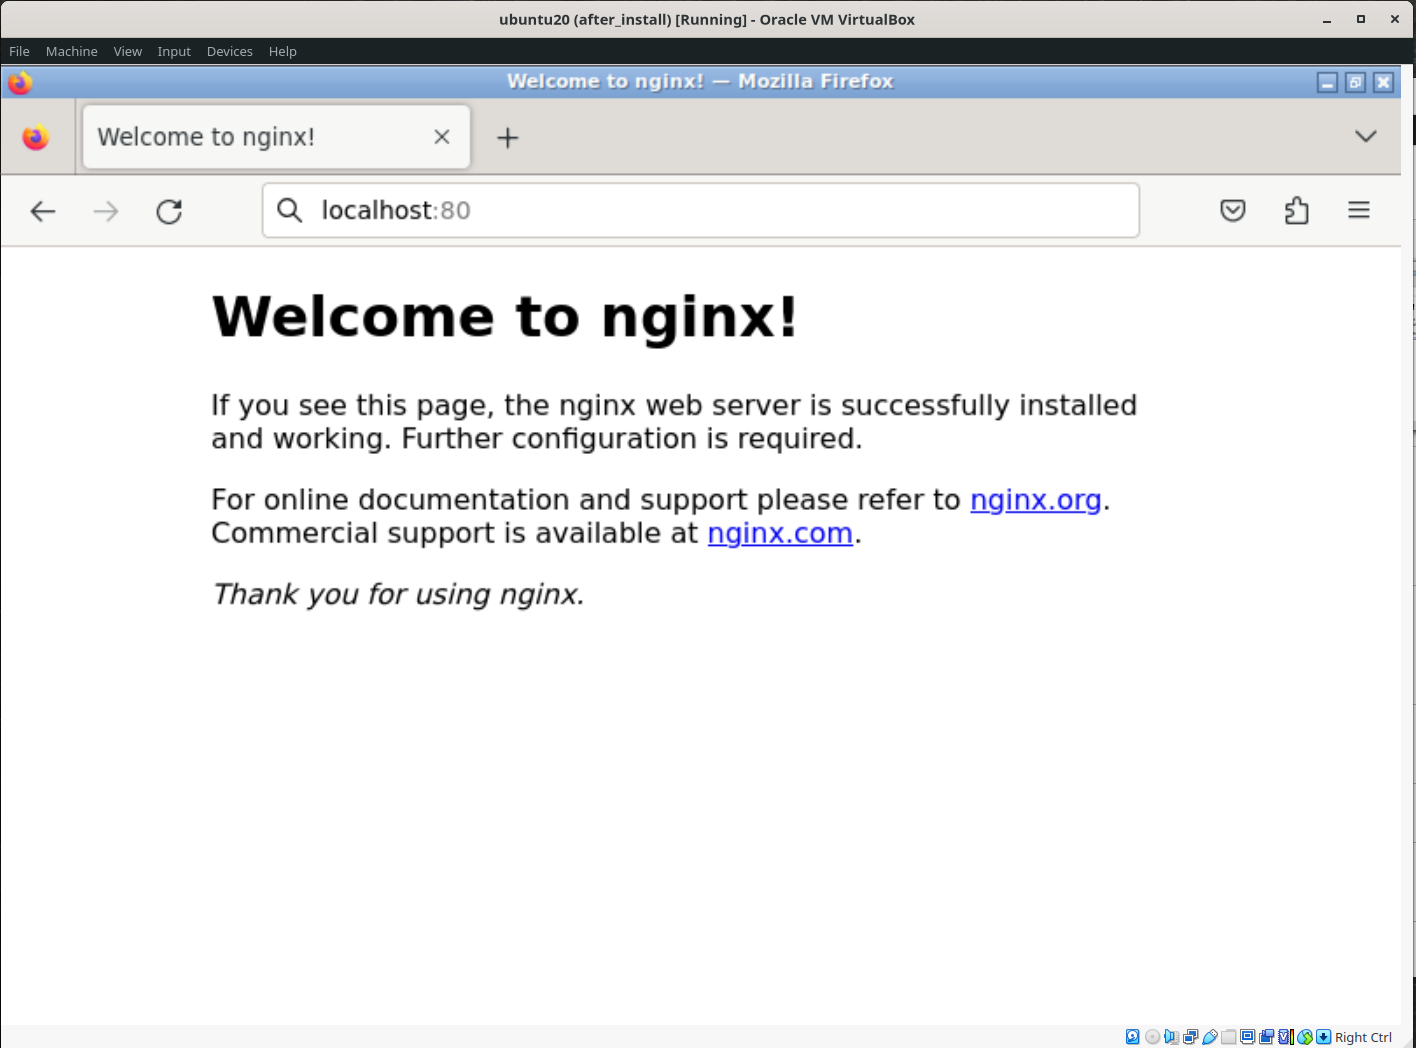 ubuntu20 (after_install) [Running] - Oracle VM VirtualBox
File Machine View Input Devices Help
Welcome to nginx! — Mozilla Firefox
Welcome to nginx!
localhost:80
Welcome to nginx!
If you see this page, the nginx web server is successfully installed
and working. Further configuration is required.
For online documentation and support please refer to nginx.org.
Commercial support is available at nginx.com.
Thank you for using nginx.
Right Ctrl